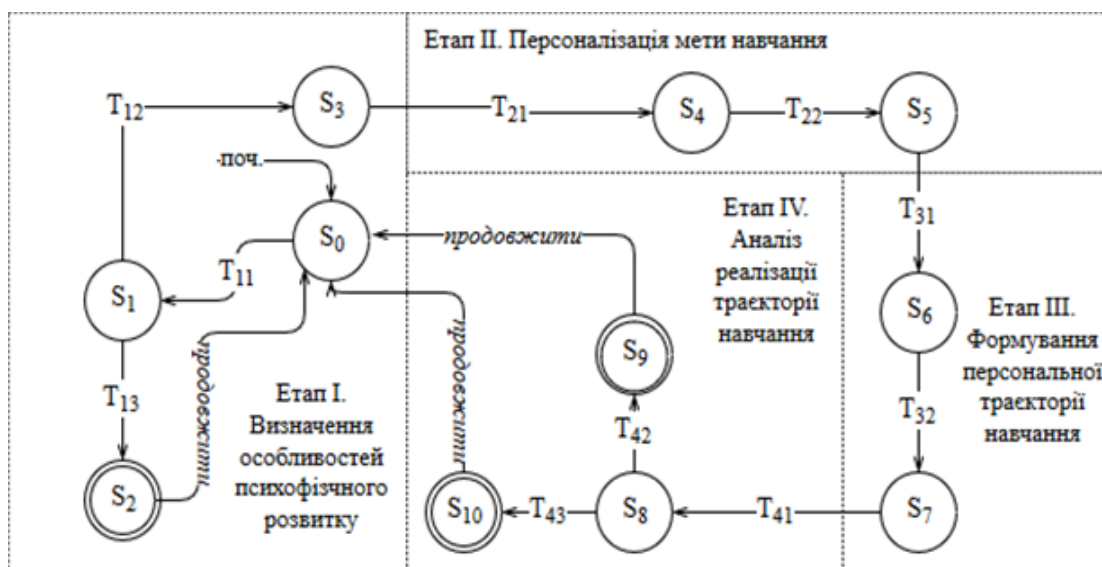 Етап II. Персоналізація мети навчання
T12
S3
T21
S4
T22
S5
поч.
S0
продовжити
T11
S1
T13
S2
продовжити
Етап I.
Визначення
особливостей
психофізчного
розвитку
Етап IV.
Аналіз
реалізації
траєкторії
навчання
S9
T42
продовжити
S10
T43
S8
T41
S7
T31
S6
T32
Етап III.
Формування
персональної
траєкторії
навчання